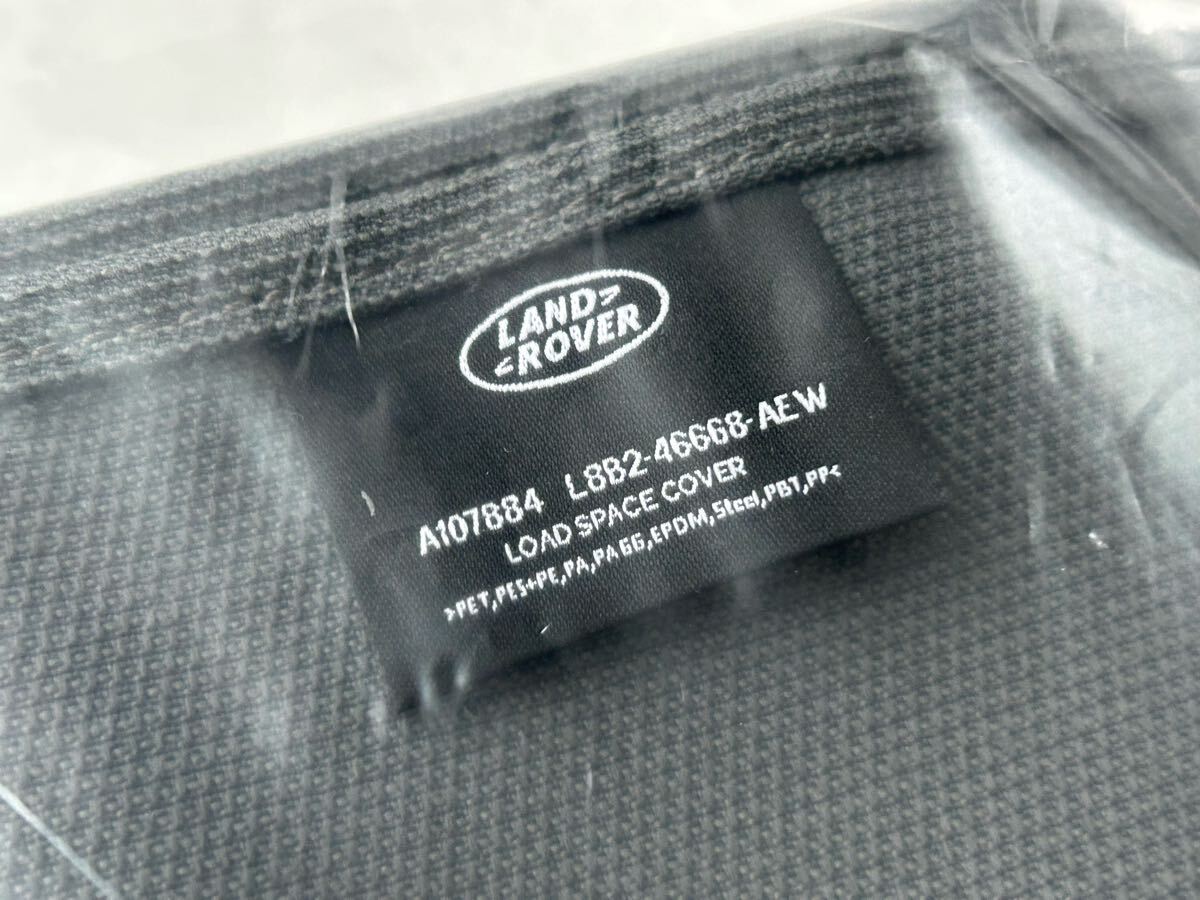 LAND
ROVER
A107884 L8B2-46668-AEW
LOAD SPACE COVER
>PET,PES+PE,PA,PA66,EPDM,Steel,PBT,PP<